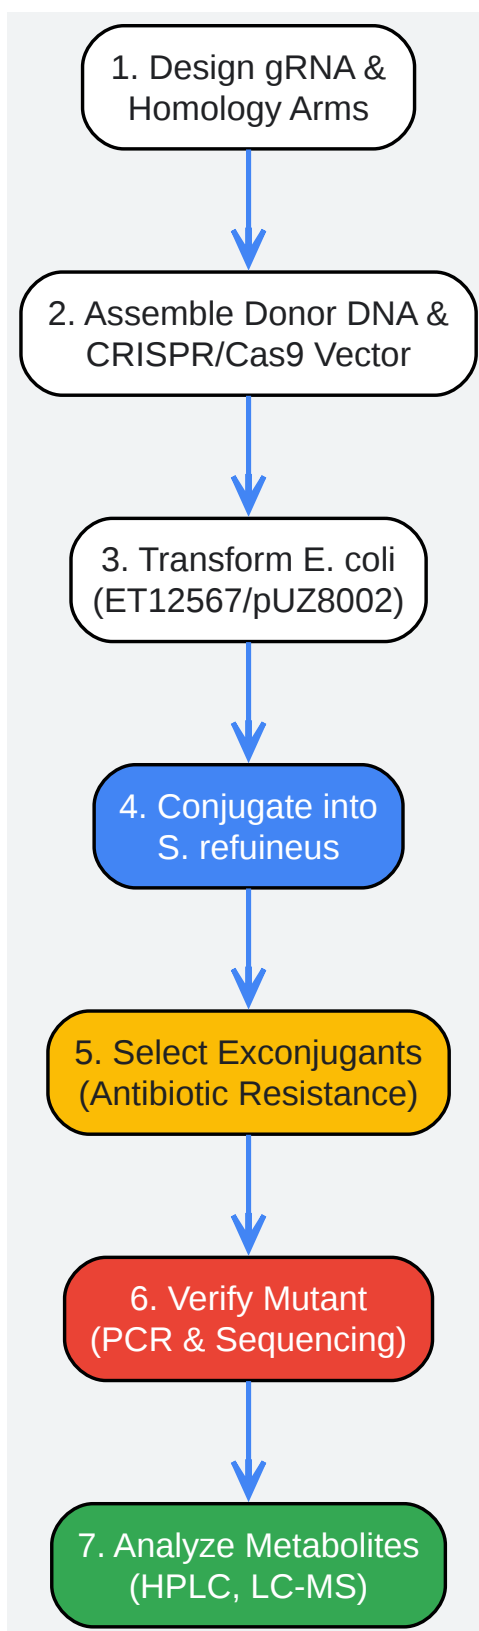 1. Design gRNA &
Homology Arms
2. Assemble Donor DNA &
CRISPR/Cas9 Vector
3. Transform E. coli
(ET12567/pUZ8002)
4. Conjugate into
S. refuineus
5. Select Exconjugants
(Antibiotic Resistance)
6. Verify Mutant
(PCR & Sequencing)
7. Analyze Metabolites
(HPLC, LC-MS)